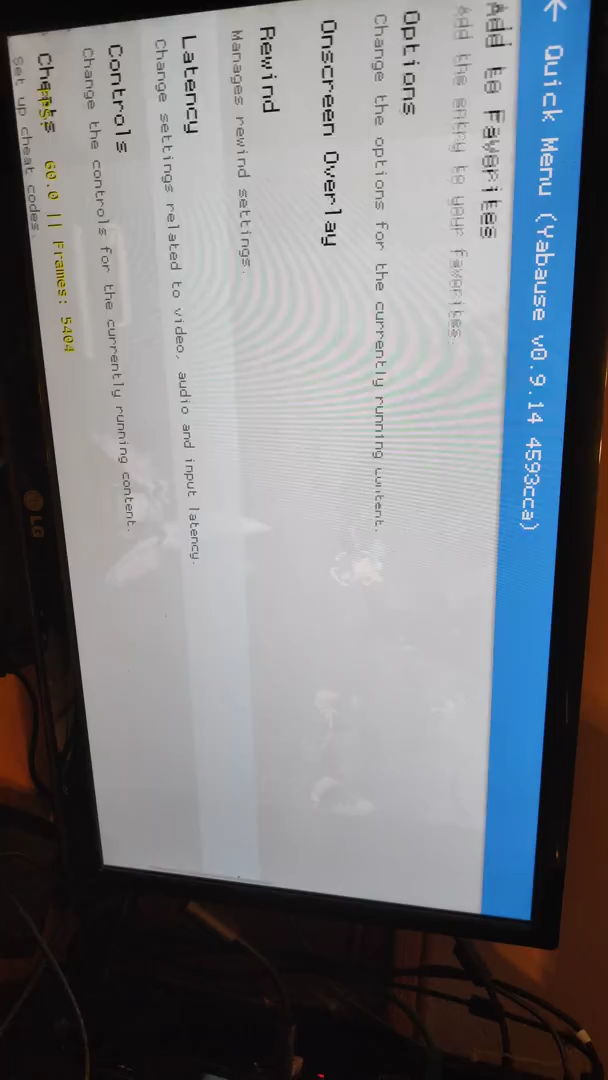 ← Quick Menu (Yabause v0.9.14 4593cca)
Add to Favorites
Add the entry to your favorites.
Options
Change the options for the currently running content.
Onscreen Overlay
Rewind
Manages rewind settings.
Latency
Change settings related to video, audio and input latency.
Controls
Change the controls for the currently running content.
Cheats
FPS: 60.0 || Frames: 5404
Set up cheat codes.
LG